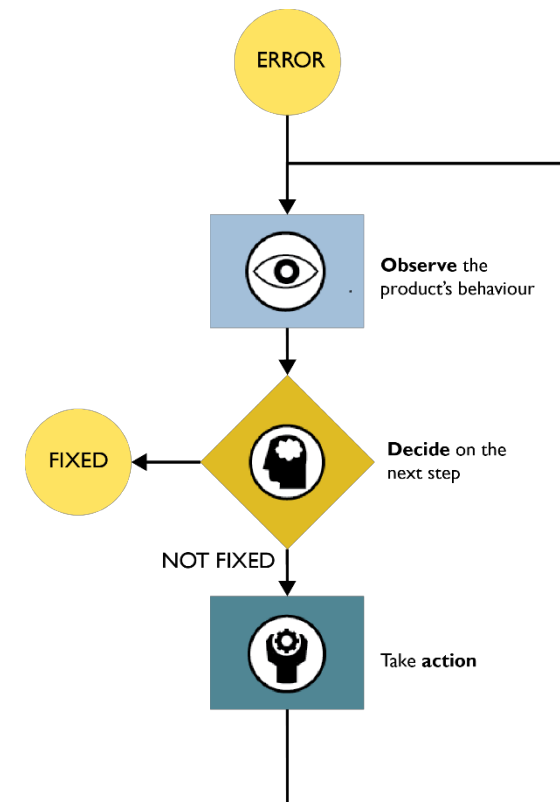 ERROR
Observe the
product's behaviour
FIXED
Decide on the
next step
NOT FIXED
Take action